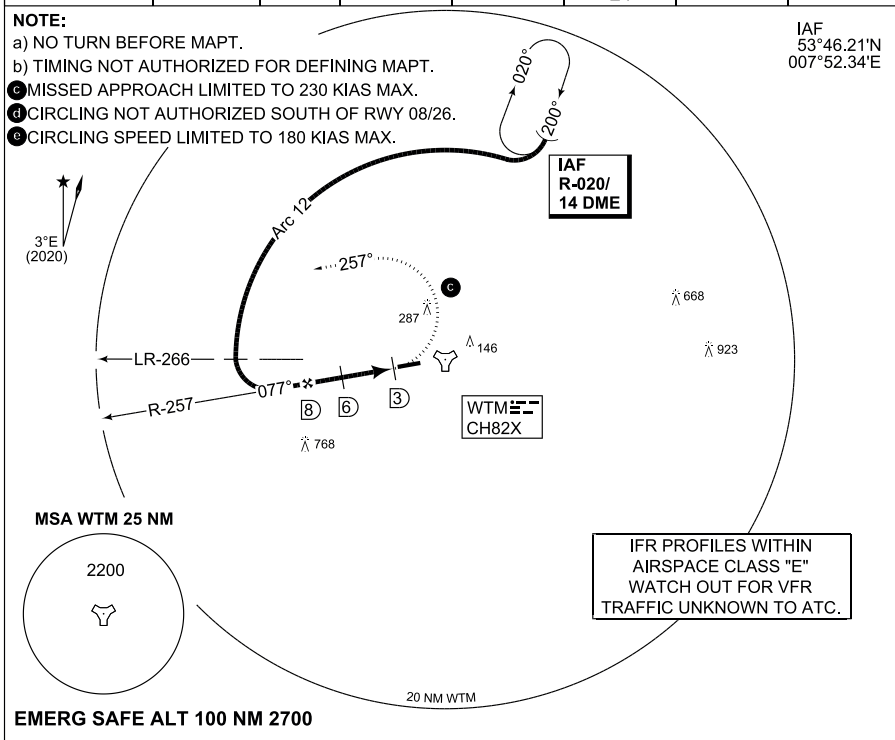 NOTE:
a) NO TURN BEFORE MAPT.
b) TIMING NOT AUTHORIZED FOR DEFINING MAPT.
c MISSED APPROACH LIMITED TO 230 KIAS MAX.
d CIRCLING NOT AUTHORIZED SOUTH OF RWY 08/26.
e CIRCLING SPEED LIMITED TO 180 KIAS MAX.
IAF
53°46.21'N
007°52.34'E
020°
200°
IAF
R-020/
14 DME
Arc 12
3°E
(2020)
257°
c
287
146
668
923
LR-266
R-257
077°
8
6
3
WTM
CH82X
768
MSA WTM 25 NM
2200
IFR PROFILES WITHIN
AIRSPACE CLASS "E"
WATCH OUT FOR VFR
TRAFFIC UNKNOWN TO ATC.
20 NM WTM
EMERG SAFE ALT 100 NM 2700